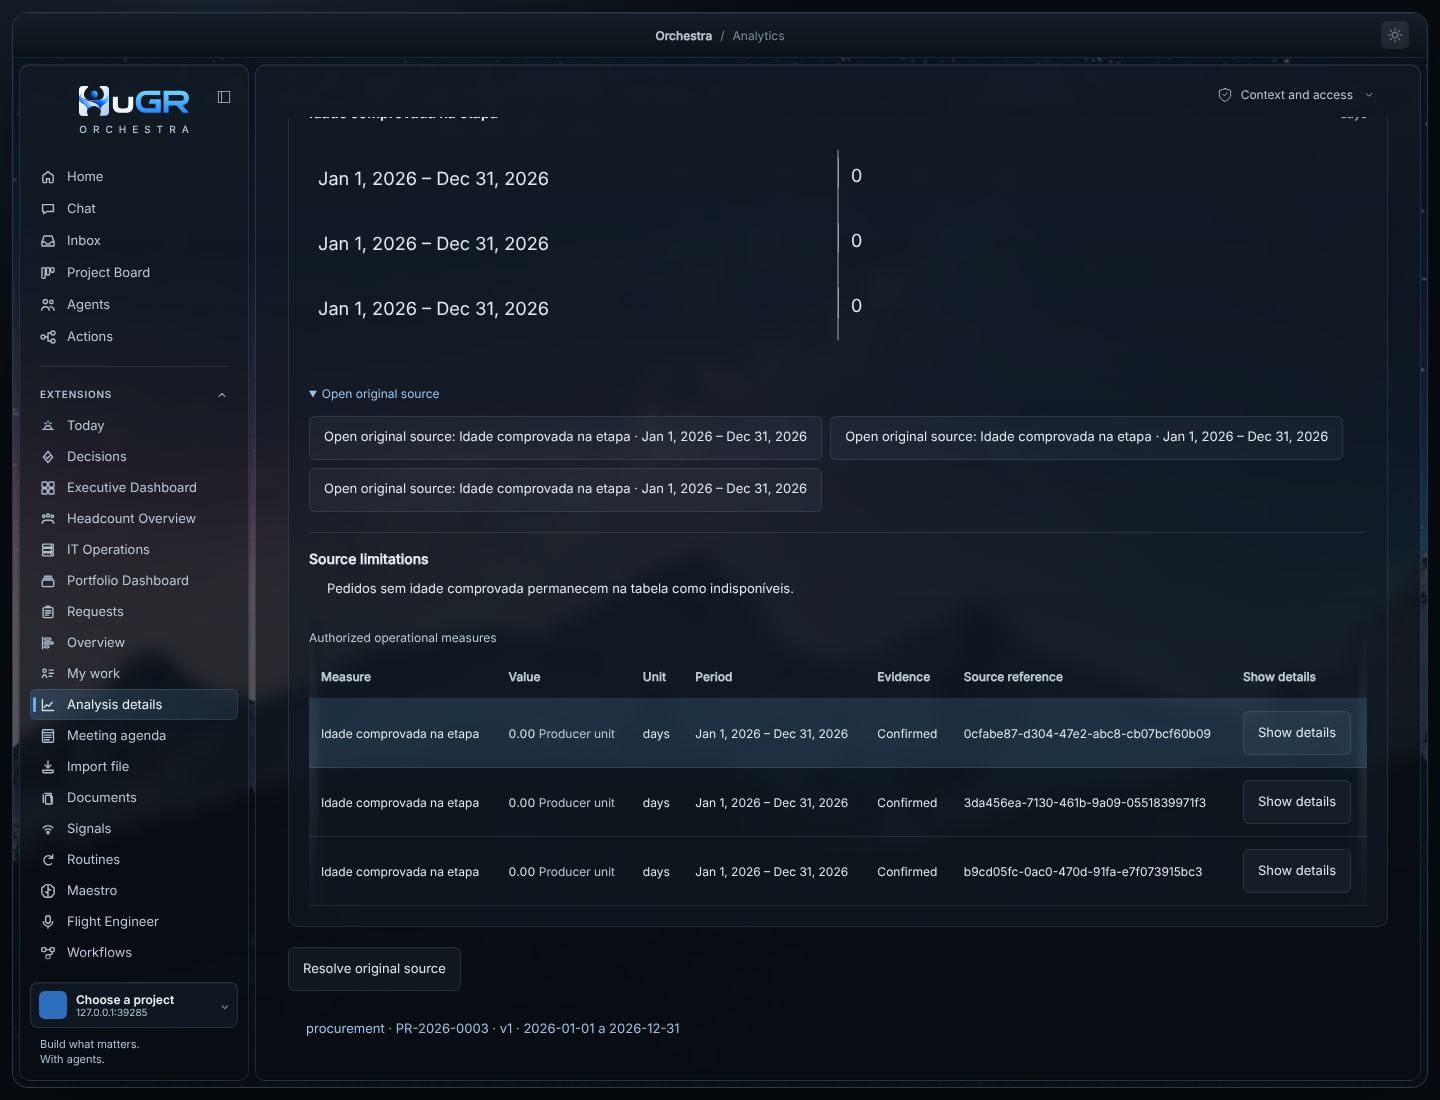 Orchestra / Analytics
HuGR
ORCHESTRA
Context and access
Home
Chat
Inbox
Project Board
Agents
Actions
EXTENSIONS
Today
Decisions
Executive Dashboard
Headcount Overview
IT Operations
Portfolio Dashboard
Requests
Overview
My work
Analysis details
Meeting agenda
Import file
Documents
Signals
Routines
Maestro
Flight Engineer
Workflows
Choose a project
127.0.0.1:39285
Build what matters.
With agents.
Idade comprovada na etapa days
Jan 1, 2026 – Dec 31, 2026 0
Jan 1, 2026 – Dec 31, 2026 0
Jan 1, 2026 – Dec 31, 2026 0
▼ Open original source
Open original source: Idade comprovada na etapa · Jan 1, 2026 – Dec 31, 2026
Open original source: Idade comprovada na etapa · Jan 1, 2026 – Dec 31, 2026
Open original source: Idade comprovada na etapa · Jan 1, 2026 – Dec 31, 2026
Source limitations
Pedidos sem idade comprovada permanecem na tabela como indisponíveis.
Authorized operational measures
Measure Value Unit Period Evidence Source reference Show details
Idade comprovada na etapa 0.00 Producer unit days Jan 1, 2026 – Dec 31, 2026 Confirmed 0cfabe87-d304-47e2-abc8-cb07bcf60b09 Show details
Idade comprovada na etapa 0.00 Producer unit days Jan 1, 2026 – Dec 31, 2026 Confirmed 3da456ea-7130-461b-9a09-0551839971f3 Show details
Idade comprovada na etapa 0.00 Producer unit days Jan 1, 2026 – Dec 31, 2026 Confirmed b9cd05fc-0ac0-470d-91fa-e7f073915bc3 Show details
Resolve original source
procurement · PR-2026-0003 · v1 · 2026-01-01 a 2026-12-31